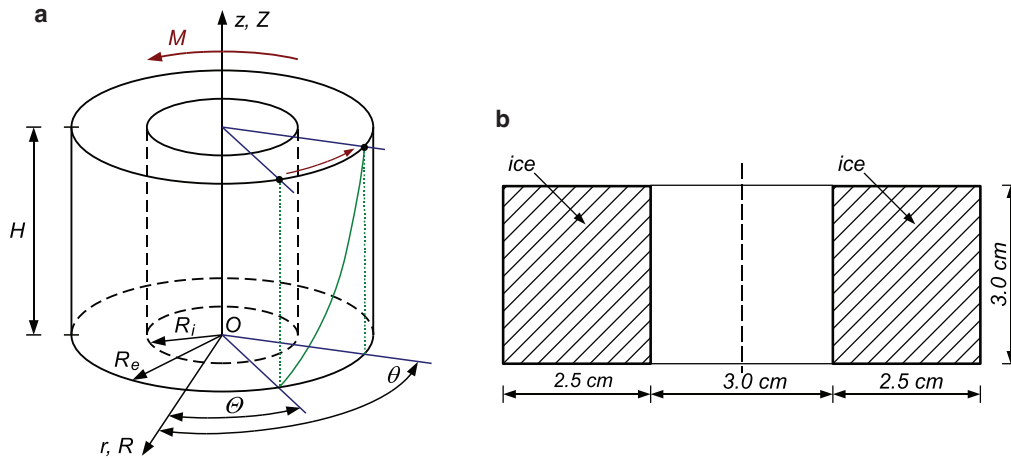 a
z, Z
M
H
R_i
O
R_e
θ
Θ
r, R
b
ice
ice
3.0 cm
2.5 cm
3.0 cm
2.5 cm